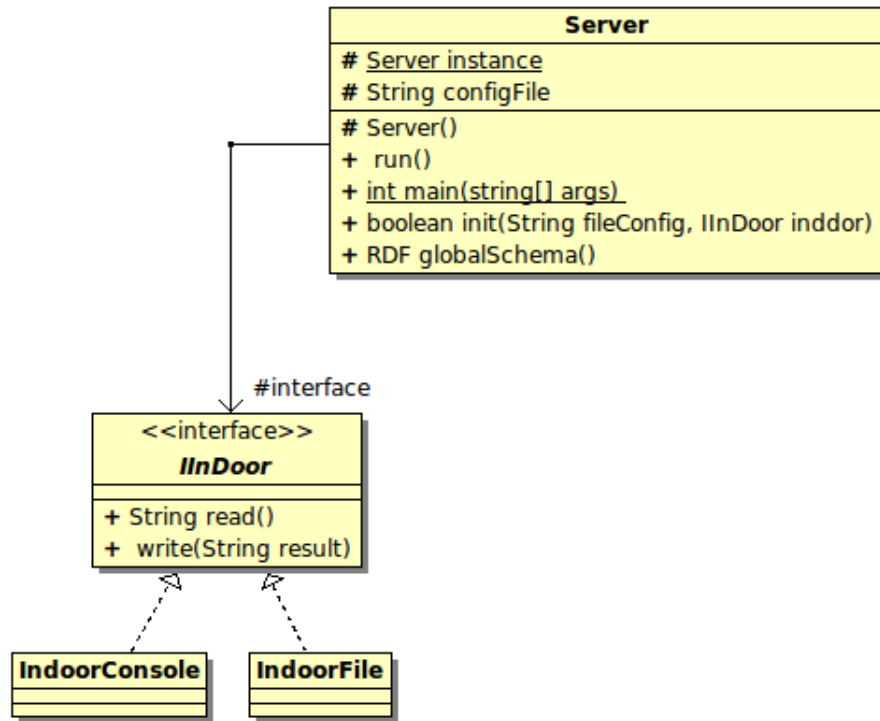 Server
# Server instance
# String configFile
# Server()
+ run()
+ int main(string[] args)
+ boolean init(String fileConfig, IInDoor inddor)
+ RDF globalSchema()
#interface
<<interface>>
IInDoor
+ String read()
+ write(String result)
IndoorConsole
IndoorFile